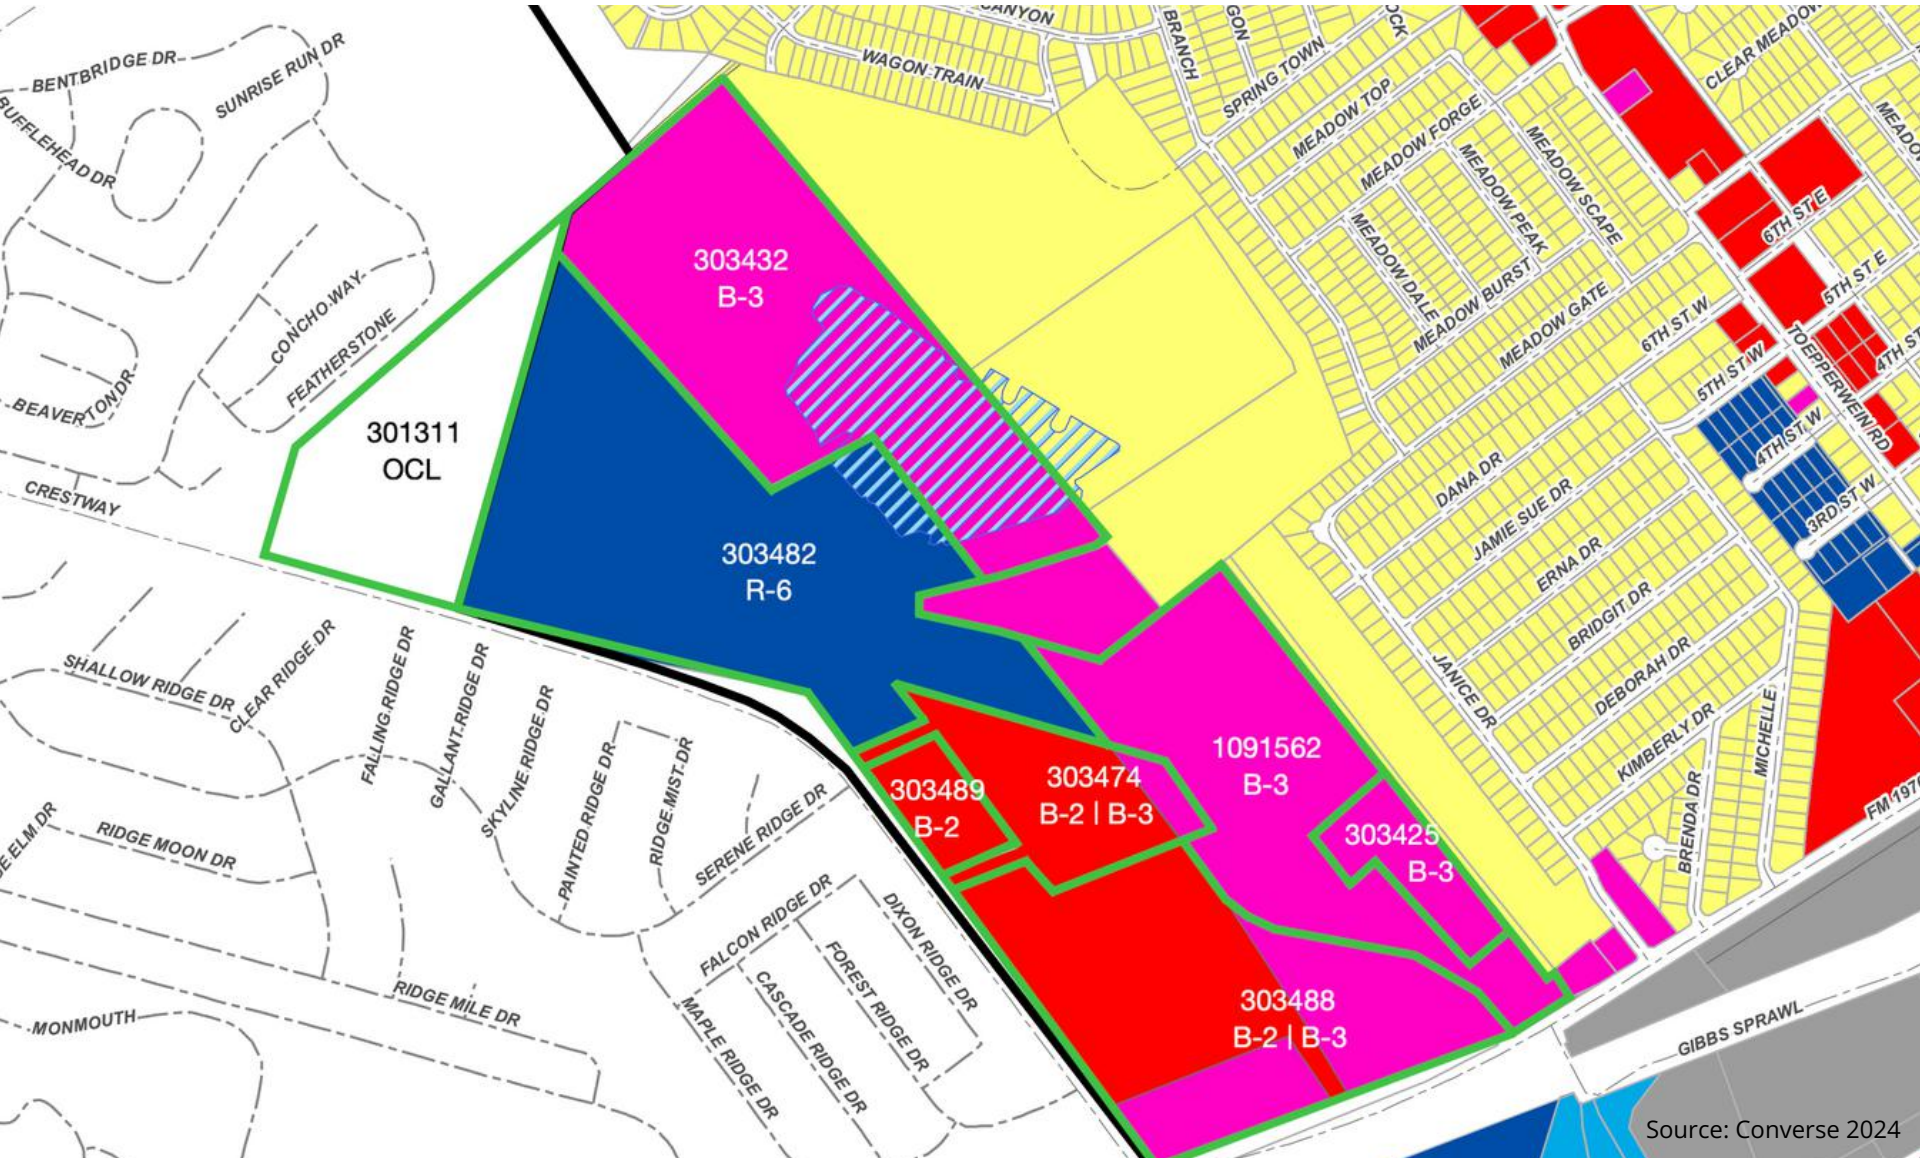 BENTBRIDGE DR
SUNRISE RUN DR
BUFFLEHEAD DR
CANYON
WAGON TRAIN
BRANCH
SPRING TOWN
MEADOW TOP
MEADOW FORGE
MEADOW PEAK
MEADOW SCAPE
MEADOWDALE
MEADOW BURST
MEADOW GATE
CLEAR MEADOW
6TH ST E
5TH ST E
4TH ST
6TH ST W
5TH ST W
4TH ST W
3RD ST W
TOEPPERWEIN RD
CONCHO WAY
FEATHERSTONE
BEAVERTON DR
CRESTWAY
303432
B-3
301311
OCL
303482
R-6
DANA DR
JAMIE SUE DR
ERNA DR
BRIDGIT DR
DEBORAH DR
KIMBERLY DR
JANICE DR
MICHELLE
BRENDA DR
FM 1976
SHALLOW RIDGE DR
CLEAR RIDGE DR
FALLING RIDGE DR
GALLANT RIDGE DR
SKYLINE RIDGE DR
PAINTED RIDGE DR
RIDGE MIST DR
SERENE RIDGE DR
1091562
B-3
303474
B-2 | B-3
303489
B-2
303425
B-3
303488
B-2 | B-3
RIDGE MOON DR
FALCON RIDGE DR
DIXON RIDGE DR
FOREST RIDGE DR
CASCADE RIDGE DR
MAPLE RIDGE DR
RIDGE MILE DR
MONMOUTH
GIBBS SPRAWL
Source: Converse 2024